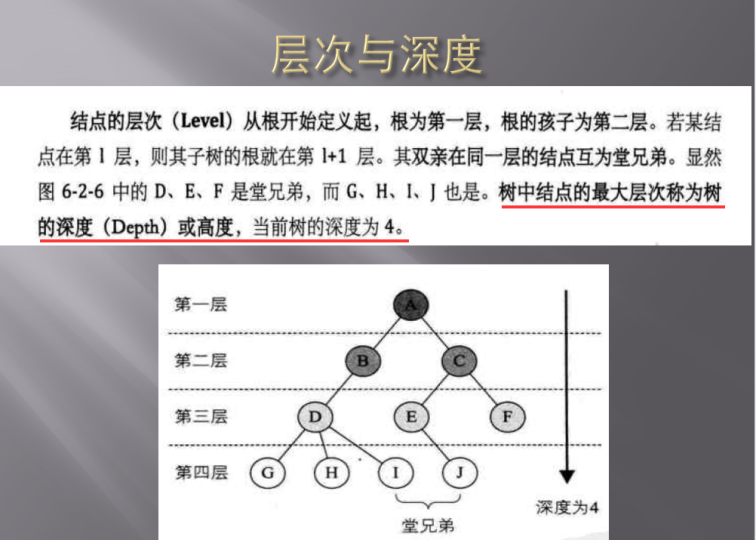 层次与深度
结点的层次（Level）从根开始定义起，根为第一层，根的孩子为第二层。若某结
点在第 l 层，则其子树的根就在第 l+1 层。其双亲在同一层的结点互为堂兄弟。显然
图 6-2-6 中的 D、E、F 是堂兄弟，而 G、H、I、J 也是。树中结点的最大层次称为树
的深度（Depth）或高度，当前树的深度为 4。
第一层 A
第二层 B C
第三层 D E F
第四层 G H I J
深度为4
堂兄弟